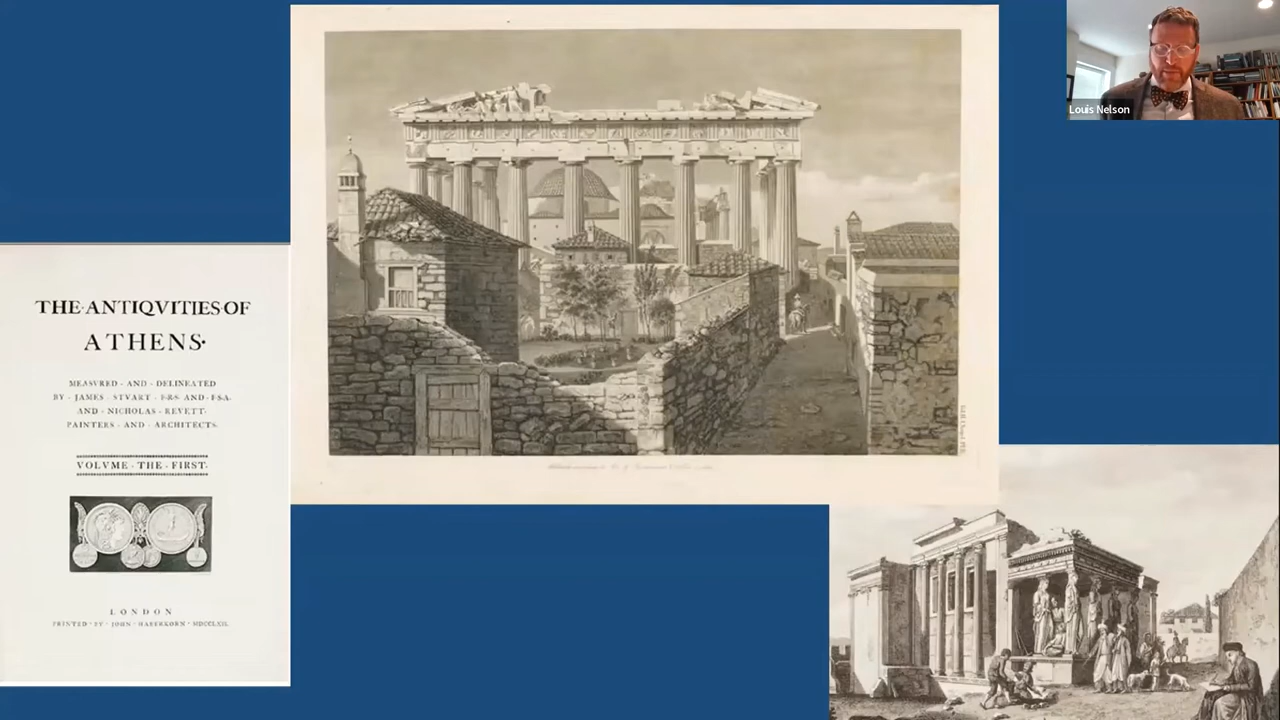 THE·ANTIQVITIES·OF
ATHENS·
MEASVRED · AND · DELINEATED
BY · JAMES · STVART · F·R·S · AND · F·S·A·
AND · NICHOLAS · REVETT·
PAINTERS · AND · ARCHITECTS·
VOLVME · THE · FIRST·
LONDON
PRINTED · BY · JOHN · HABERKORN · MDCCLXII·
Louis Nelson